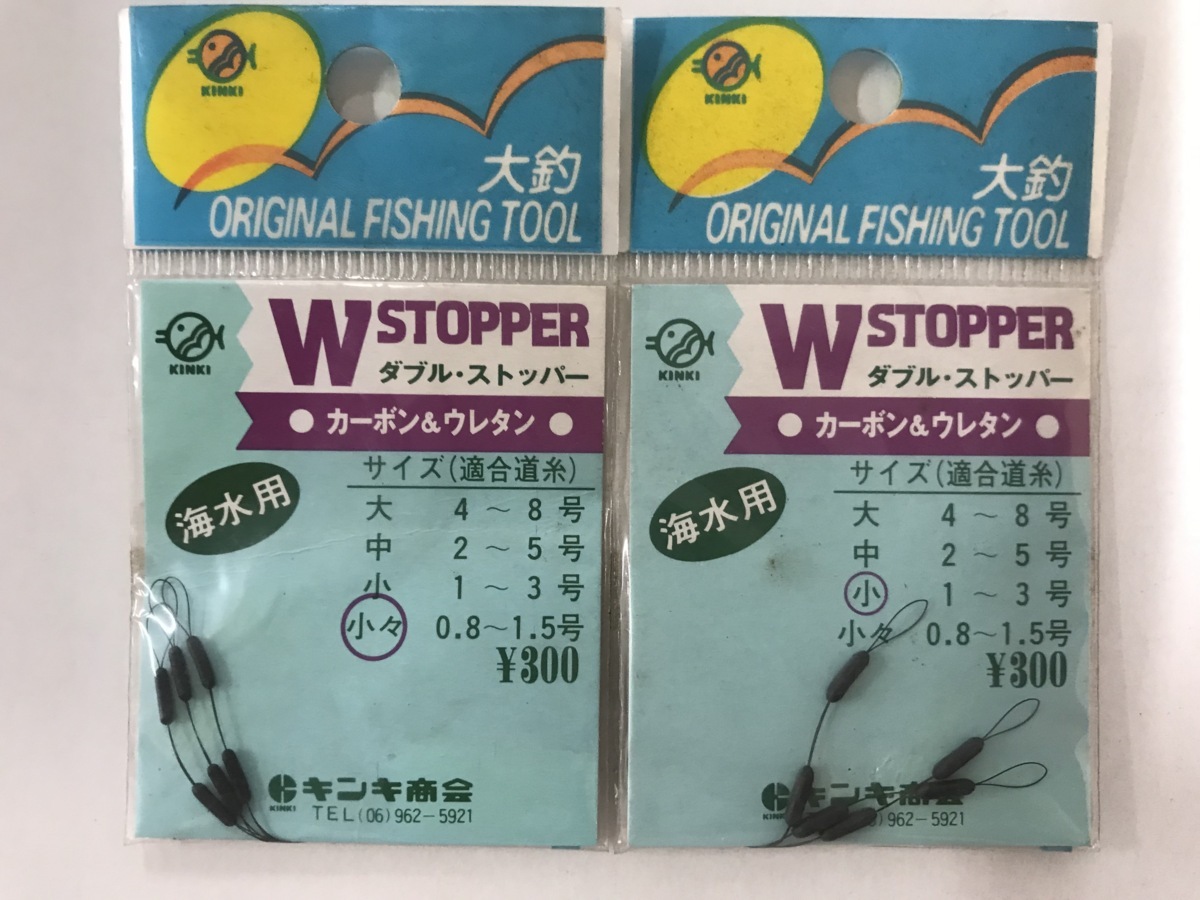 KINKI
大釣
ORIGINAL FISHING TOOL
KINKI
W STOPPER
ダブル・ストッパー
カーボン&ウレタン
サイズ(適合道糸)
海水用
大 4～8号
中 2～5号
小 1～3号
小々 0.8～1.5号
¥300
KINKI キンキ商会
TEL(06)962-5921
KINKI
大釣
ORIGINAL FISHING TOOL
KINKI
W STOPPER
ダブル・ストッパー
カーボン&ウレタン
サイズ(適合道糸)
海水用
大 4～8号
中 2～5号
小 1～3号
小々 0.8～1.5号
¥300
KINKI キンキ商会
)962-5921